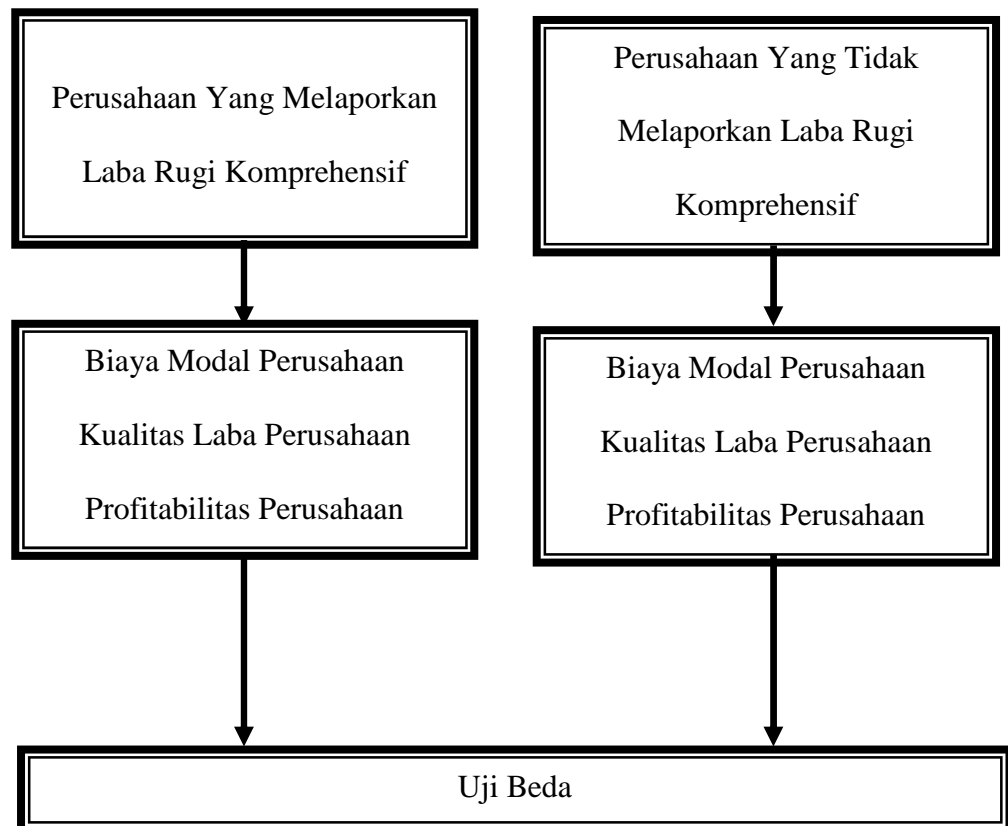 Perusahaan Yang Melaporkan
Laba Rugi Komprehensif
Perusahaan Yang Tidak
Melaporkan Laba Rugi
Komprehensif
Biaya Modal Perusahaan
Kualitas Laba Perusahaan
Profitabilitas Perusahaan
Biaya Modal Perusahaan
Kualitas Laba Perusahaan
Profitabilitas Perusahaan
Uji Beda